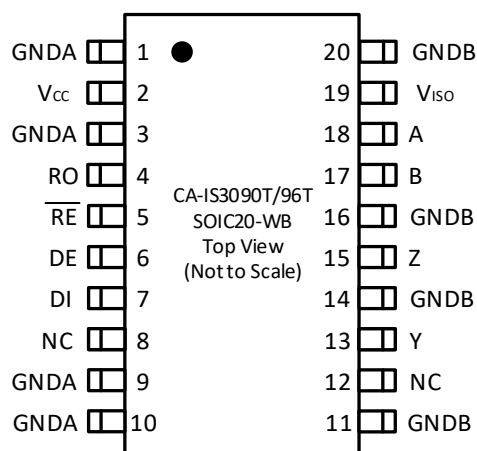 GNDA 1 20 GNDB
VCC 2 19 VISO
GNDA 3 18 A
RO 4 17 B
RE 5 16 GNDB
DE 6 15 Z
DI 7 14 GNDB
NC 8 13 Y
GNDA 9 12 NC
GNDA 10 11 GNDB
CA-IS3090T/96T
SOIC20-WB
Top View
(Not to Scale)